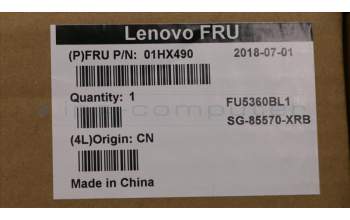 Lenovo FRU
(P)FRU P/N: 01HX490 2018-07-01
Quantity: 1 FU5360BL1
SG-85570-XRB
(4L)Origin: CN
Made in China